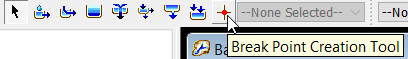 --None Selected--
--No
Ba
Break Point Creation Tool